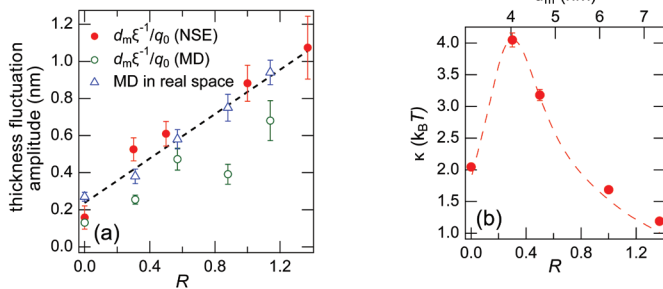 thickness fluctuation
amplitude (nm)
1.2
1.0
0.8
0.6
0.4
0.2
0.0
dₘξ⁻¹/q₀ (NSE)
dₘξ⁻¹/q₀ (MD)
MD in real space
(a)
0.0 0.4 0.8 1.2
R
4 5 6 7
κ (k_BT)
4.0
3.5
3.0
2.5
2.0
1.5
1.0
(b)
0.0 0.4 0.8 1.2
R